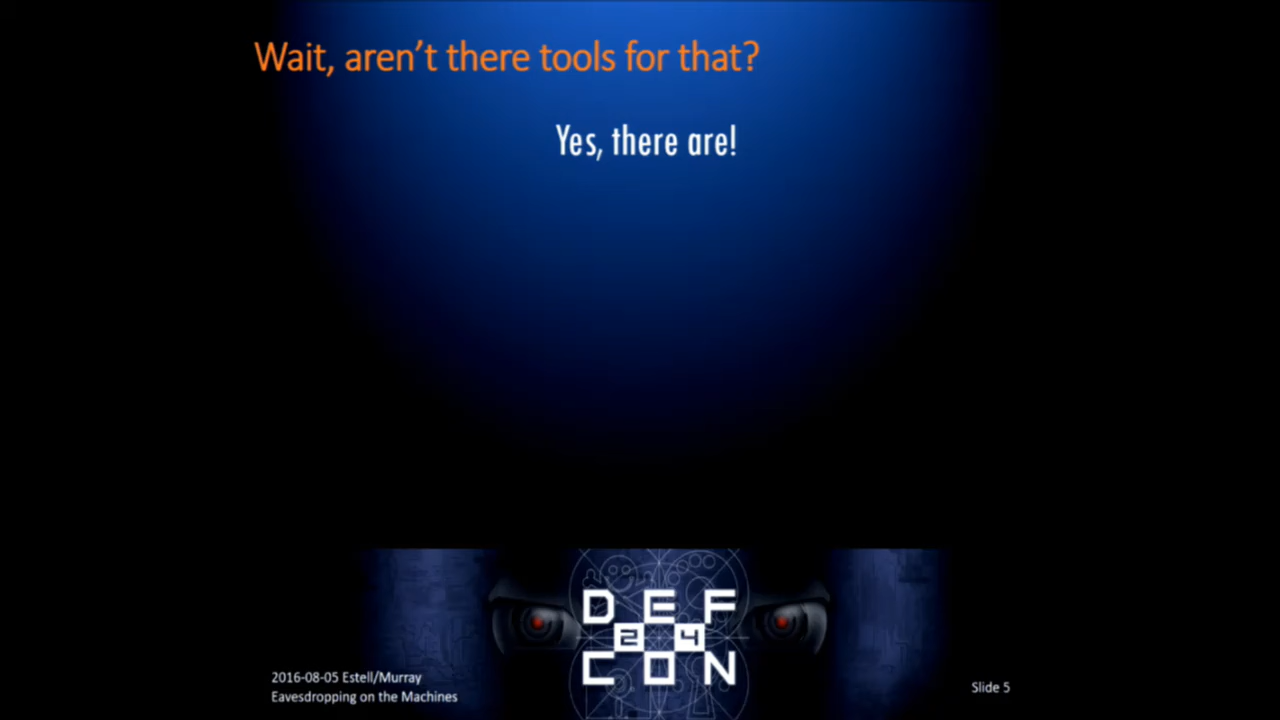 Wait, aren't there tools for that?
Yes, there are!
DEF
24
CON
2016-08-05 Estell/Murray
Eavesdropping on the Machines
Slide 5